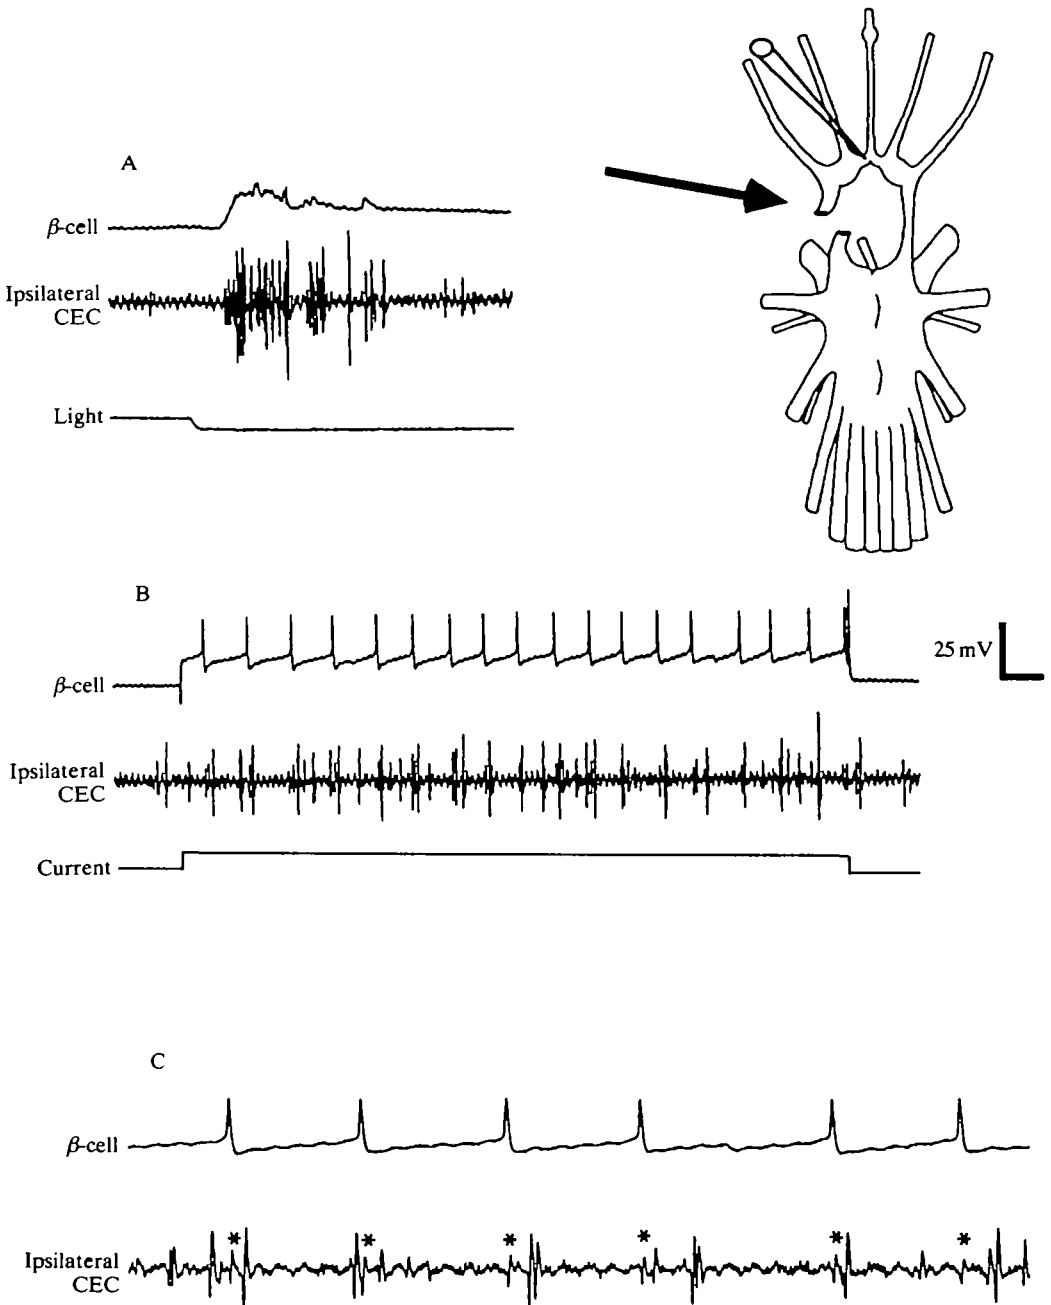 A
β-cell
Ipsilateral
CEC
Light
B
β-cell
25 mV
Ipsilateral
CEC
Current
C
β-cell
* * * * * *
Ipsilateral
CEC